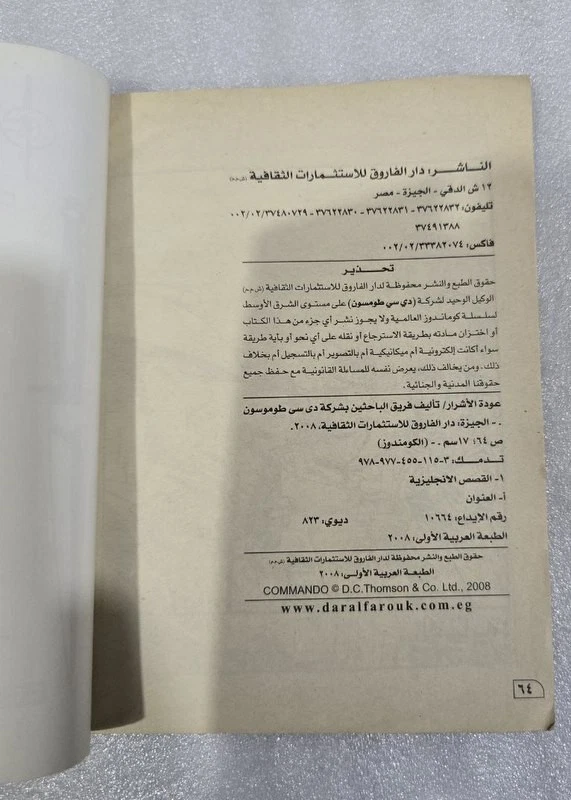 الناشر: دار الفاروق للاستثمارات الثقافية (ش.م.م)
١٢ ش الدقي - الجيزة - مصر
تليفون: ٣٧٦٢٢٨٣٢ - ٣٧٦٢٢٨٣١ - ٣٧٦٢٢٨٣٠ - ٠٠٢/٠٢/٣٧٤٨٠٧٢٩
٣٧٤٩١٣٨٨
فاكس: ٠٠٢/٠٢/٣٣٣٨٢٠٧٤
تحذير
حقوق الطبع والنشر محفوظة لدار الفاروق للاستثمارات الثقافية (ش.م.م)
الوكيل الوحيد لشركة (دي سي طومسون) على مستوى الشرق الأوسط
لسلسلة كوماندوز العالمية ولا يجوز نشر أي جزء من هذا الكتاب
أو اختزان مادته بطريقة الاسترجاع أو نقله على أي نحو أو بأية طريقة
سواء أكانت إلكترونية أم ميكانيكية أم بالتصوير أم بالتسجيل أم بخلاف
ذلك. ومن يخالف ذلك، يعرض نفسه للمساءلة القانونية مع حفظ جميع
حقوقنا المدنية والجنائية.
عودة الأشرار/ تأليف فريق الباحثين بشركة دى سى طوموسون
. - الجيزة: دار الفاروق للاستثمارات الثقافية، ٢٠٠٨.
ص ٦٤؛ ١٧سم. - (الكومندوز)
تدمك: ٣-١١٥-٤٥٥-٩٧٧-٩٧٨
١- القصص الانجليزية
أ- العنوان
رقم الإيداع: ١٠٦٦٤ ديوي: ٨٢٣
الطبعة العربية الأولى: ٢٠٠٨
حقوق الطبع والنشر محفوظة لدار الفاروق للاستثمارات الثقافية (ش.م.م)
الطبعة العربية الأولى: ٢٠٠٨
COMMANDO © D.C.Thomson & Co. Ltd., 2008
www.daralfarouk.com.eg
٦٤